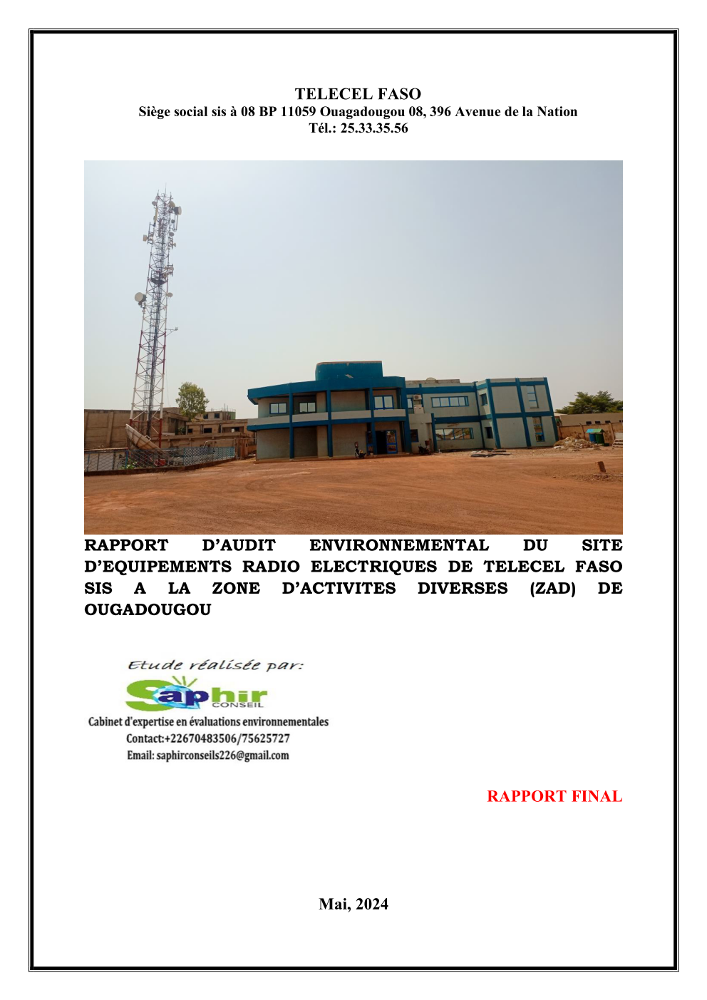 TELECEL FASO
Siège social sis à 08 BP 11059 Ouagadougou 08, 396 Avenue de la Nation
Tél.: 25.33.35.56
RAPPORT D’AUDIT ENVIRONNEMENTAL DU SITE
D’EQUIPEMENTS RADIO ELECTRIQUES DE TELECEL FASO
SIS A LA ZONE D’ACTIVITES DIVERSES (ZAD) DE
OUGADOUGOU
Etude réalisée par:
Saphir
CONSEIL
Cabinet d'expertise en évaluations environnementales
Contact:+22670483506/75625727
Email: saphirconseils226@gmail.com
RAPPORT FINAL
Mai, 2024